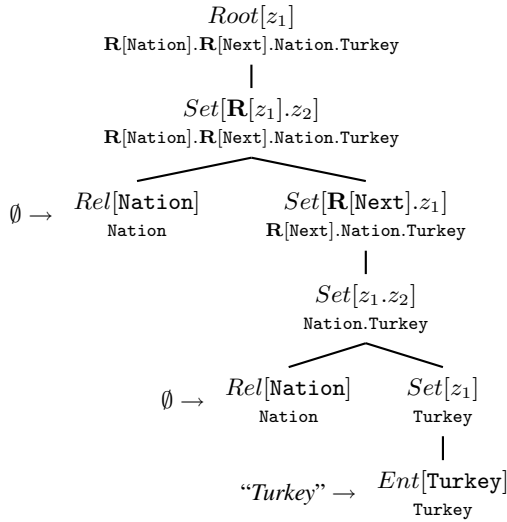 Root[z₁]
R[Nation].R[Next].Nation.Turkey
Set[R[z₁].z₂]
R[Nation].R[Next].Nation.Turkey
∅ → Rel[Nation] Set[R[Next].z₁]
Nation R[Next].Nation.Turkey
Set[z₁.z₂]
Nation.Turkey
∅ → Rel[Nation] Set[z₁]
Nation Turkey
“Turkey” → Ent[Turkey]
Turkey